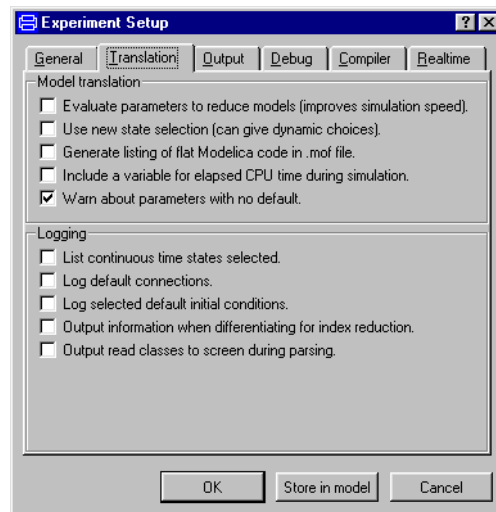 Experiment Setup
General Translation Output Debug Compiler Realtime
Model translation
Evaluate parameters to reduce models (improves simulation speed).
Use new state selection (can give dynamic choices).
Generate listing of flat Modelica code in .mof file.
Include a variable for elapsed CPU time during simulation.
Warn about parameters with no default.
Logging
List continuous time states selected.
Log default connections.
Log selected default initial conditions.
Output information when differentiating for index reduction.
Output read classes to screen during parsing.
OK Store in model Cancel